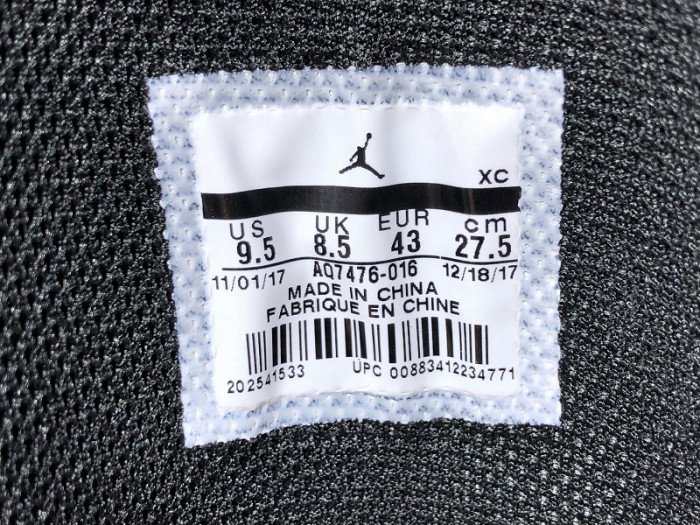 XC
US UK EUR cm
9.5 8.5 43 27.5
11/01/17 AQ7476-016 12/18/17
MADE IN CHINA
FABRIQUE EN CHINE
202541533 UPC 00883412234771